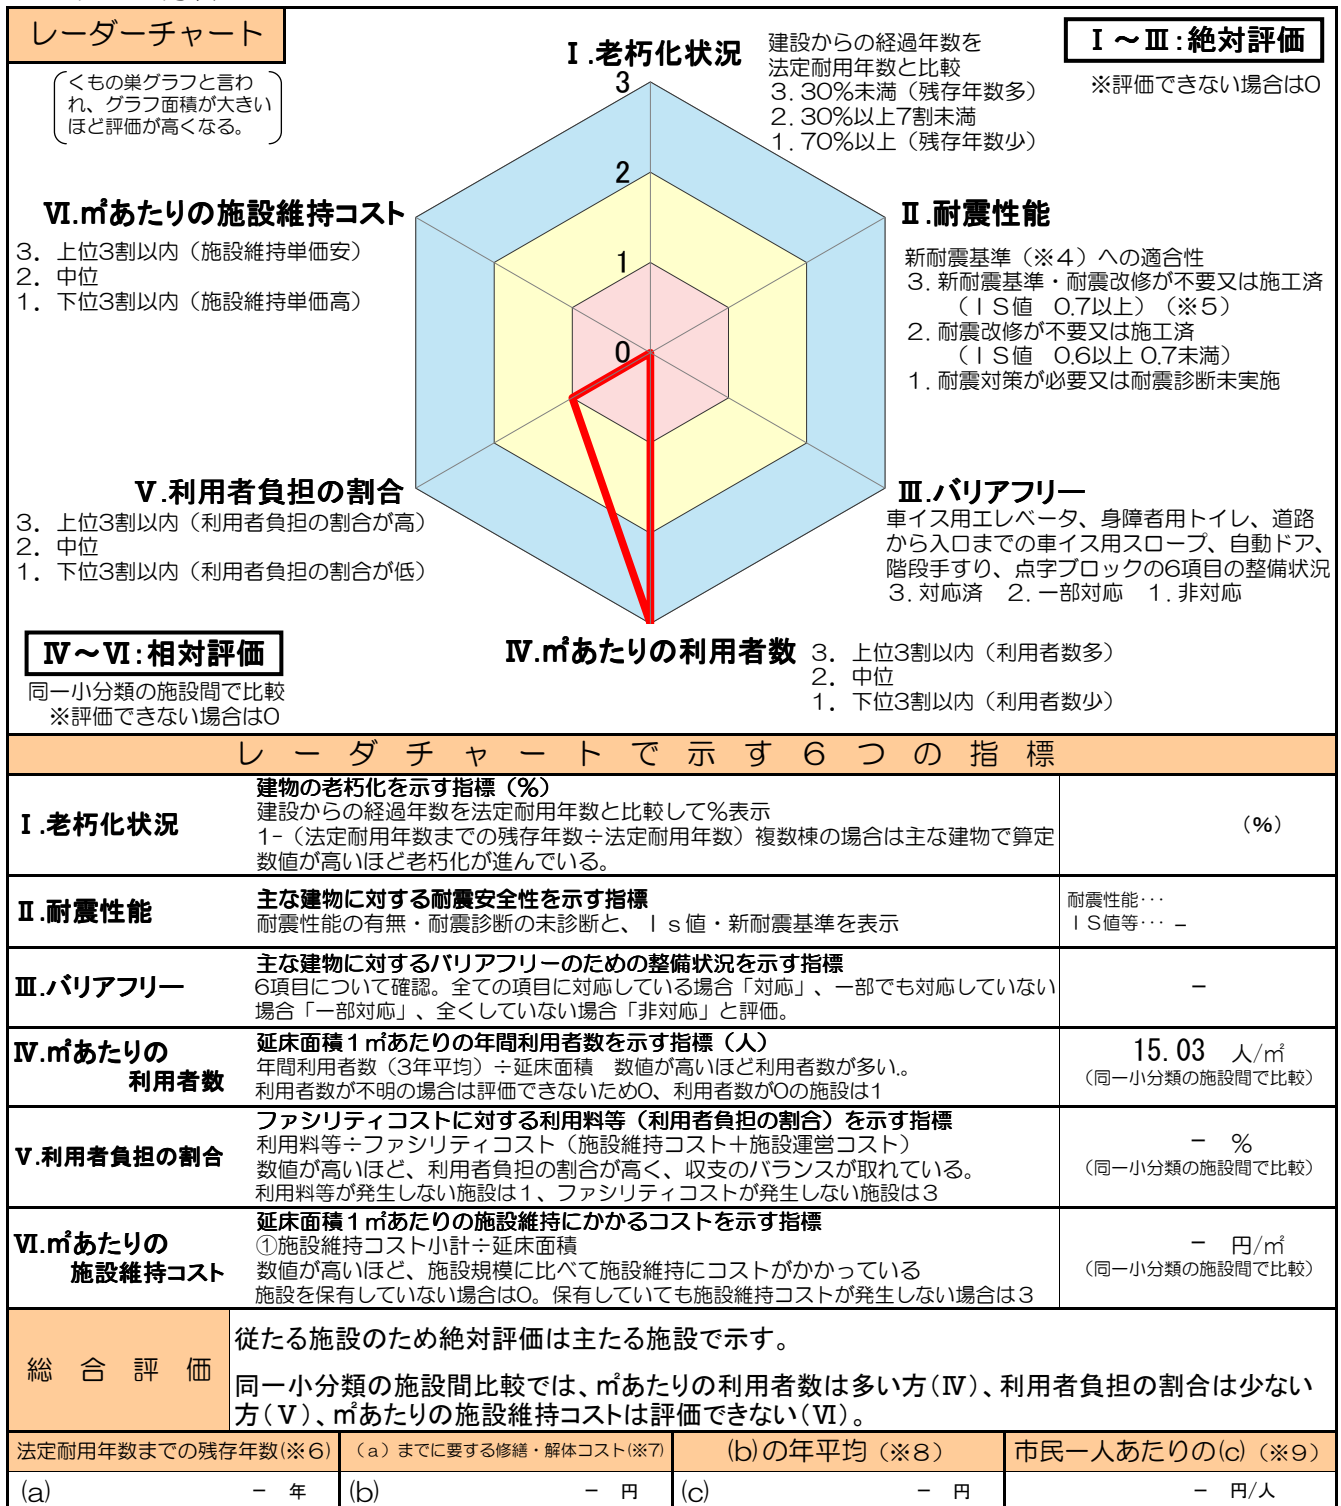 レーダーチャート
くもの巣グラフと言わ
れ、グラフ面積が大きい
ほど評価が高くなる。
Ⅰ.老朽化状況
建設からの経過年数を
法定耐用年数と比較
3. 30%未満（残存年数多）
2. 30%以上7割未満
1. 70%以上（残存年数少）
Ⅰ～Ⅲ:絶対評価
※評価できない場合は0
3
2
1
0
Ⅵ.㎡あたりの施設維持コスト
3. 上位3割以内（施設維持単価安）
2. 中位
1. 下位3割以内（施設維持単価高）
Ⅱ.耐震性能
新耐震基準（※4）への適合性
3. 新耐震基準・耐震改修が不要又は施工済
（ＩＳ値　0.7以上）（※5）
2. 耐震改修が不要又は施工済
（ＩＳ値　0.6以上 0.7未満）
1. 耐震対策が必要又は耐震診断未実施
Ⅴ.利用者負担の割合
3. 上位3割以内（利用者負担の割合が高）
2. 中位
1. 下位3割以内（利用者負担の割合が低）
Ⅲ.バリアフリー
車イス用エレベータ、身障者用トイレ、道路
から入口までの車イス用スロープ、自動ドア、
階段手すり、点字ブロックの6項目の整備状況
3. 対応済　2. 一部対応　1. 非対応
Ⅳ～Ⅵ:相対評価
同一小分類の施設間で比較
※評価できない場合は0
Ⅳ.㎡あたりの利用者数
3. 上位3割以内（利用者数多）
2. 中位
1. 下位3割以内（利用者数少）
レーダチャートで示す6つの指標
Ⅰ.老朽化状況
建物の老朽化を示す指標（%）
建設からの経過年数を法定耐用年数と比較して%表示
1-（法定耐用年数までの残存年数÷法定耐用年数）複数棟の場合は主な建物で算定
数値が高いほど老朽化が進んでいる。
（%）
Ⅱ.耐震性能
主な建物に対する耐震安全性を示す指標
耐震性能の有無・耐震診断の未診断と、Ｉｓ値・新耐震基準を表示
耐震性能…
ＩＳ値等… －
Ⅲ.バリアフリー
主な建物に対するバリアフリーのための整備状況を示す指標
6項目について確認。全ての項目に対応している場合「対応」、一部でも対応していない
場合「一部対応」、全くしていない場合「非対応」と評価。
－
Ⅳ.㎡あたりの
利用者数
延床面積１㎡あたりの年間利用者数を示す指標（人）
年間利用者数（3年平均）÷延床面積　数値が高いほど利用者数が多い。
利用者数が不明の場合は評価できないため0、利用者数が0の施設は1
15.03 人/㎡
（同一小分類の施設間で比較）
Ⅴ.利用者負担の割合
ファシリティコストに対する利用料等（利用者負担の割合）を示す指標
利用料等÷ファシリティコスト（施設維持コスト＋施設運営コスト）
数値が高いほど、利用者負担の割合が高く、収支のバランスが取れている。
利用料等が発生しない施設は１、ファシリティコストが発生しない施設は３
－ %
（同一小分類の施設間で比較）
Ⅵ.㎡あたりの
施設維持コスト
延床面積１㎡あたりの施設維持にかかるコストを示す指標
①施設維持コスト小計÷延床面積
数値が高いほど、施設規模に比べて施設維持にコストがかかっている
施設を保有していない場合は0。保有していても施設維持コストが発生しない場合は３
－ 円/㎡
（同一小分類の施設間で比較）
総合評価
従たる施設のため絶対評価は主たる施設で示す。
同一小分類の施設間比較では、㎡あたりの利用者数は多い方(Ⅳ)、利用者負担の割合は少ない
方(Ⅴ)、㎡あたりの施設維持コストは評価できない(Ⅵ)。
法定耐用年数までの残存年数(※6)
（a）までに要する修繕・解体コスト(※7)
(b)の年平均（※8）
市民一人あたりの(c)（※9）
(a) － 年
(b) － 円
(c) － 円
－ 円/人